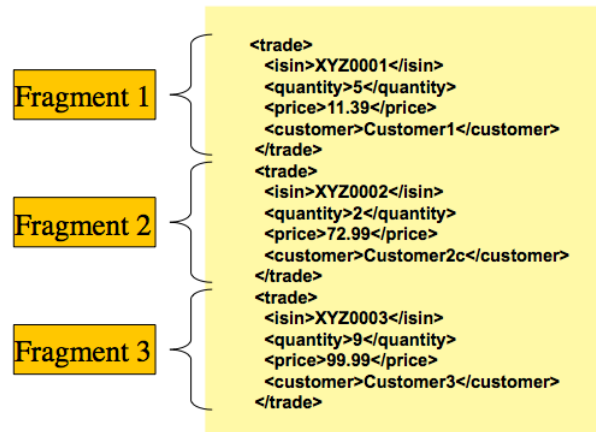 Fragment 1
<trade>
<isin>XYZ0001</isin>
<quantity>5</quantity>
<price>11.39</price>
<customer>Customer1</customer>
</trade>
Fragment 2
<trade>
<isin>XYZ0002</isin>
<quantity>2</quantity>
<price>72.99</price>
<customer>Customer2c</customer>
</trade>
Fragment 3
<trade>
<isin>XYZ0003</isin>
<quantity>9</quantity>
<price>99.99</price>
<customer>Customer3</customer>
</trade>